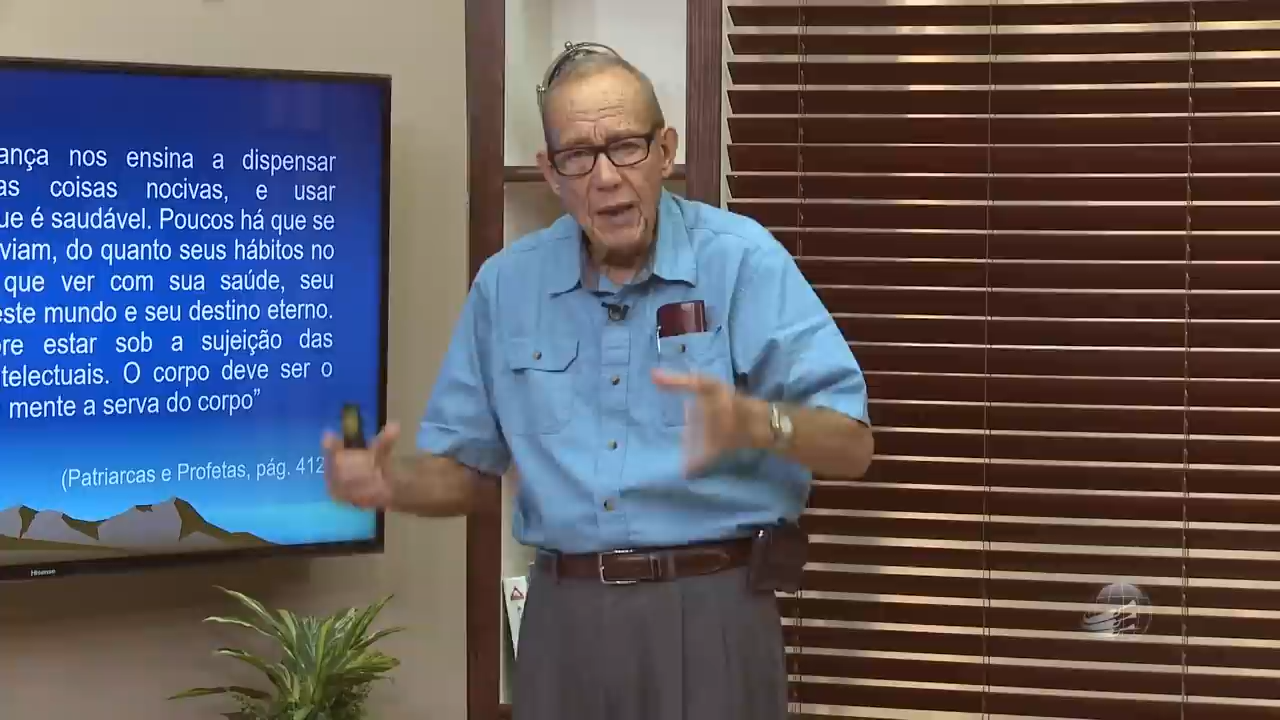 ança nos ensina a dispensar
as coisas nocivas, e usar
ue é saudável. Poucos há que se
viam, do quanto seus hábitos no
que ver com sua saúde, seu
este mundo e seu destino eterno.
ore estar sob a sujeição das
telectuais. O corpo deve ser o
mente a serva do corpo”
(Patriarcas e Profetas, pág. 412
Hisense